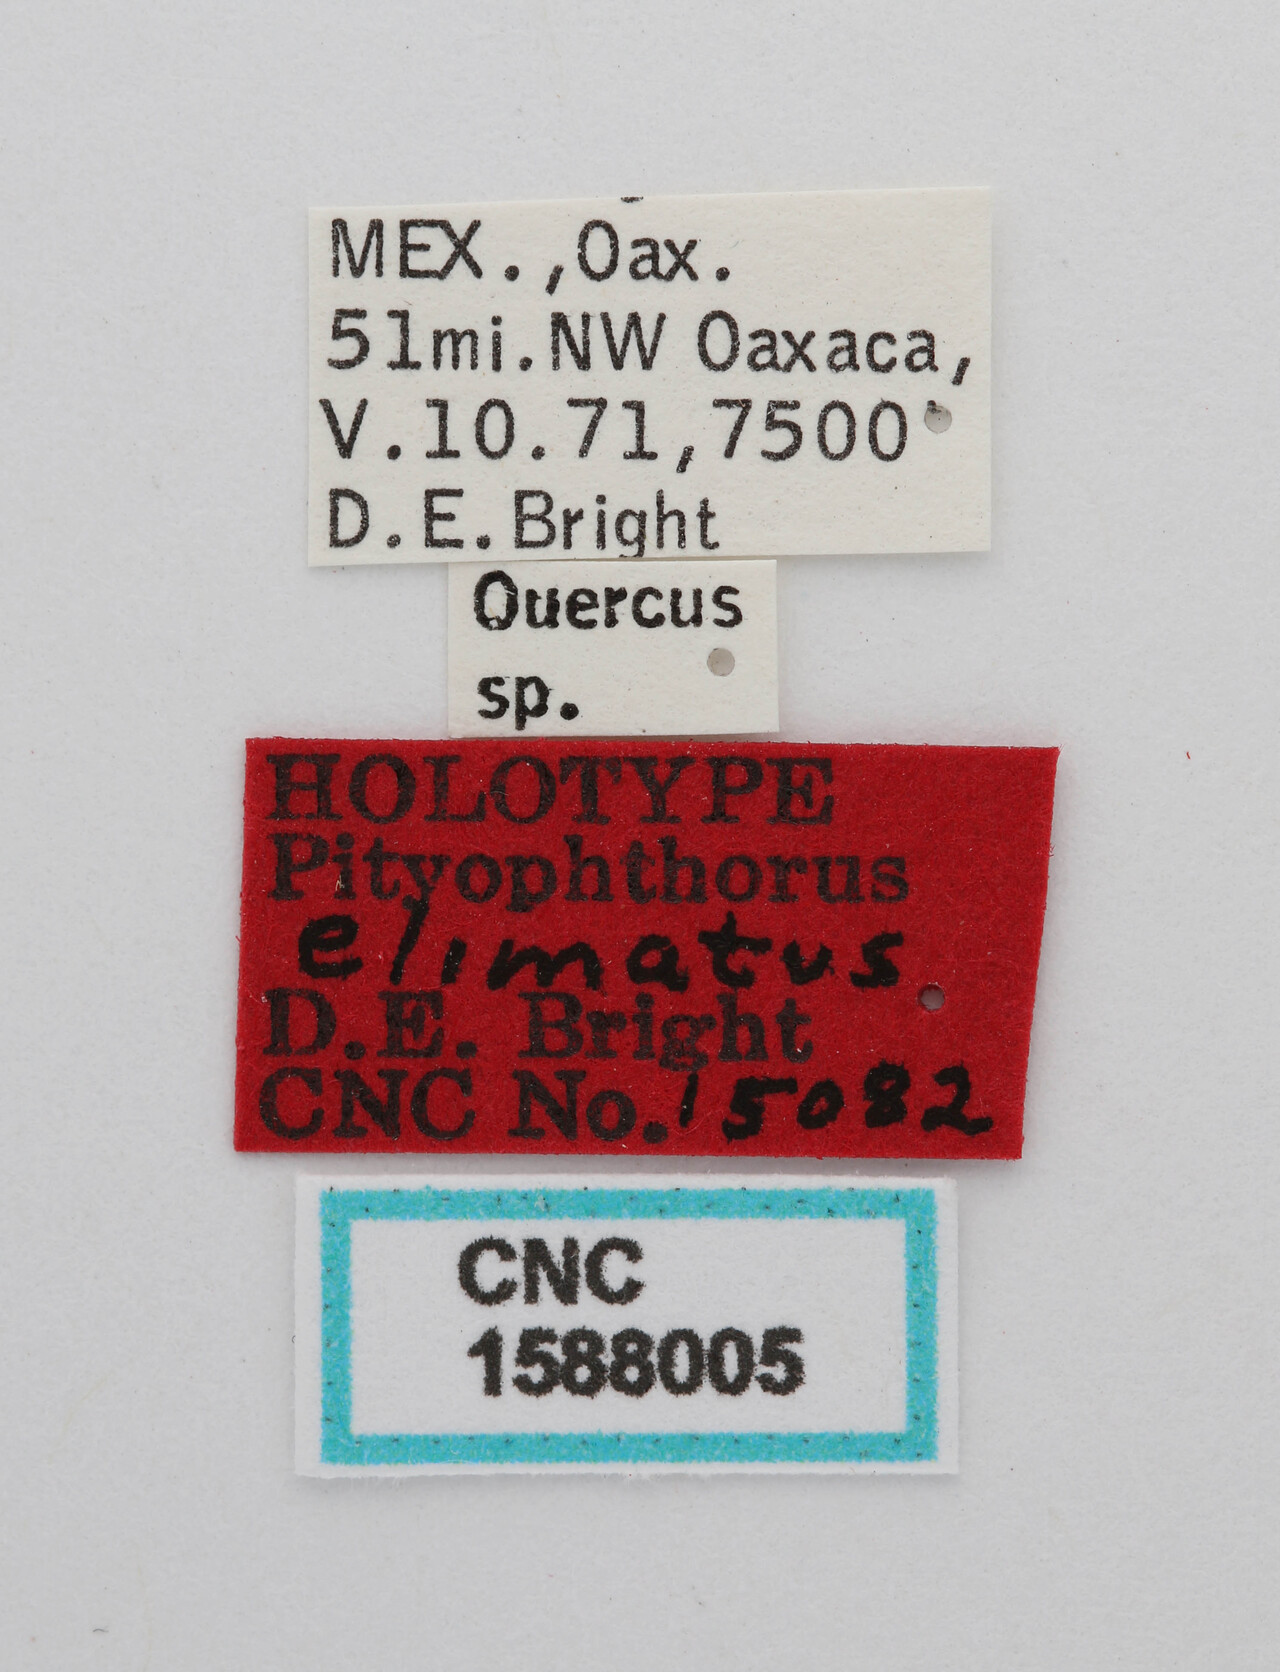 MEX.,Oax.
51mi.NW Oaxaca,
V.10.71,7500'
D.E.Bright
Quercus
sp.
HOLOTYPE
Pityophthorus
elimatus
D.E. Bright
CNC No.15082
CNC
1588005